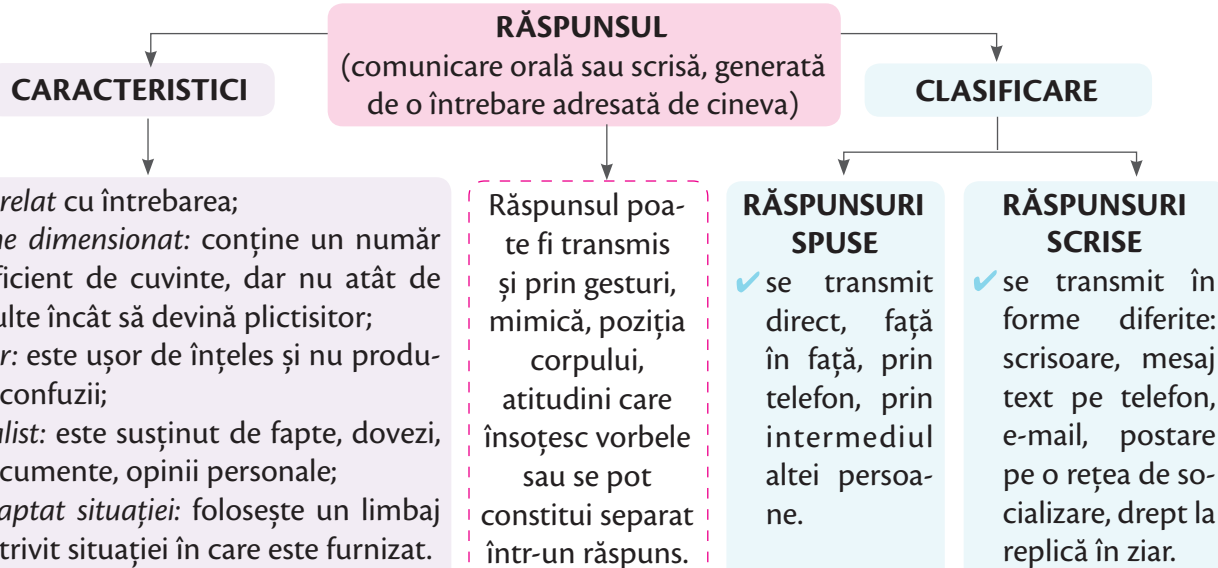 RĂSPUNSUL
(comunicare orală sau scrisă, generată
de o întrebare adresată de cineva)
CARACTERISTICI
relat cu întrebarea;
ne dimensionat: conține un număr
ficient de cuvinte, dar nu atât de
ulte încât să devină plictisitor;
r: este ușor de înțeles și nu produ-
confuzii;
alist: este susținut de fapte, dovezi,
cumente, opinii personale;
aptat situației: folosește un limbaj
trivit situației în care este furnizat.
Răspunsul poa-
te fi transmis
și prin gesturi,
mimică, poziția
corpului,
atitudini care
însoțesc vorbele
sau se pot
constitui separat
într-un răspuns.
CLASIFICARE
RĂSPUNSURI
SPUSE
✓ se transmit
direct, față
în față, prin
telefon, prin
intermediul
altei persoa-
ne.
RĂSPUNSURI
SCRISE
✓ se transmit în
forme diferite:
scrisoare, mesaj
text pe telefon,
e-mail, postare
pe o rețea de so-
cializare, drept la
replică în ziar.